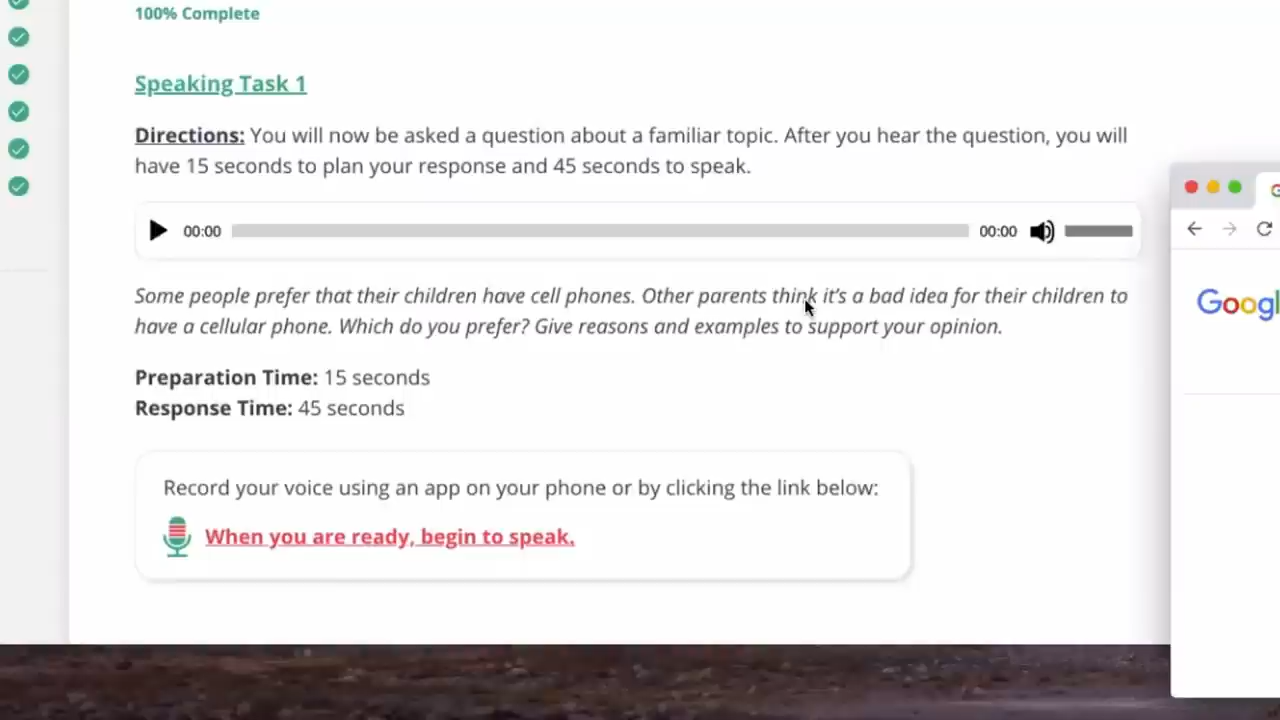 100% Complete
Speaking Task 1
Directions: You will now be asked a question about a familiar topic. After you hear the question, you will
have 15 seconds to plan your response and 45 seconds to speak.
00:00 00:00
Some people prefer that their children have cell phones. Other parents think it's a bad idea for their children to
have a cellular phone. Which do you prefer? Give reasons and examples to support your opinion.
Preparation Time: 15 seconds
Response Time: 45 seconds
Record your voice using an app on your phone or by clicking the link below:
When you are ready, begin to speak.
Googl